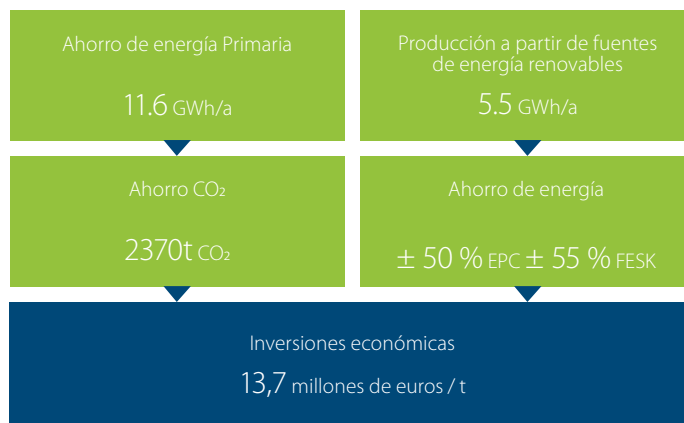 Ahorro de energía Primaria
11.6 GWh/a
Producción a partir de fuentes
de energía renovables
5.5 GWh/a
Ahorro CO₂
2370t CO₂
Ahorro de energía
± 50 % EPC ± 55 % FESK
Inversiones económicas
13,7 millones de euros / t